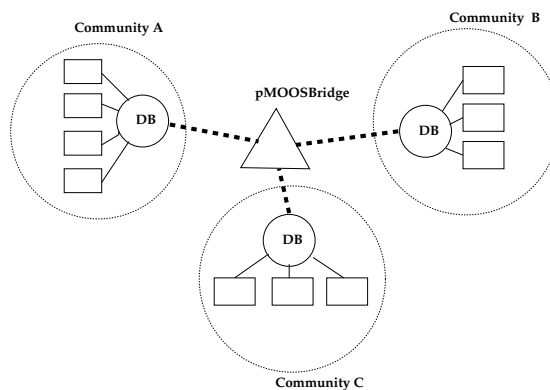 Community A
Community B
pMOOSBridge
DB
DB
DB
Community C